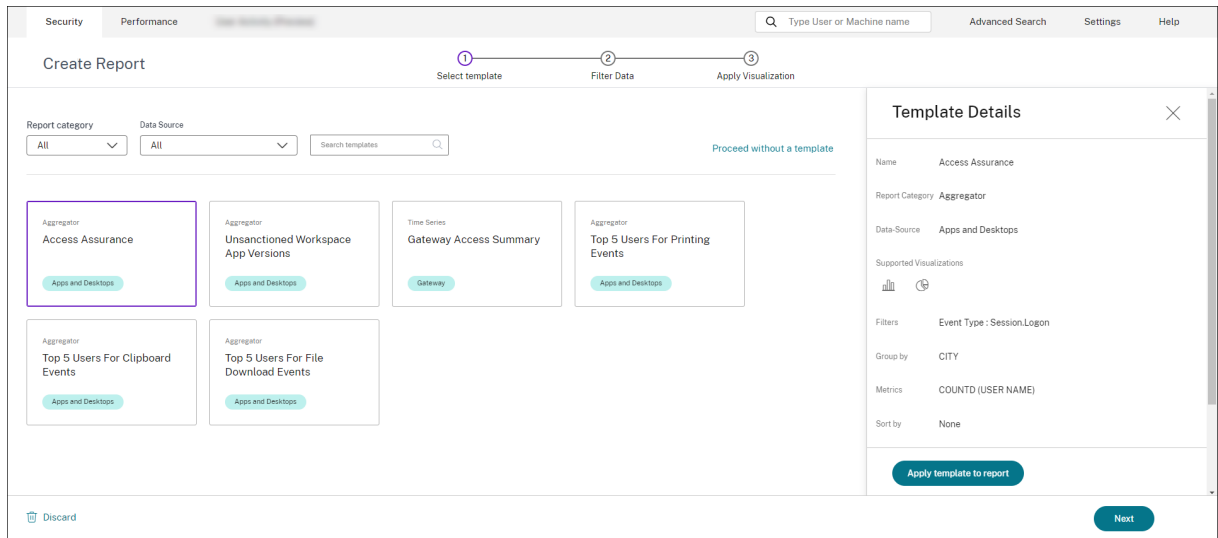 Security Performance Type User or Machine name Advanced Search Settings Help
Create Report
1 2 3
Select template Filter Data Apply Visualization
Template Details
Report category Data Source
All All Search templates
Proceed without a template
Name Access Assurance
Report Category Aggregator
Data-Source Apps and Desktops
Supported Visualizations
Filters Event Type : Session.Logon
Group by CITY
Metrics COUNTD (USER NAME)
Sort by None
Apply template to report
Aggregator
Access Assurance
Apps and Desktops
Aggregator
Unsanctioned Workspace
App Versions
Apps and Desktops
Time Series
Gateway Access Summary
Gateway
Aggregator
Top 5 Users For Printing
Events
Apps and Desktops
Aggregator
Top 5 Users For Clipboard
Events
Apps and Desktops
Aggregator
Top 5 Users For File
Download Events
Apps and Desktops
Discard
Next